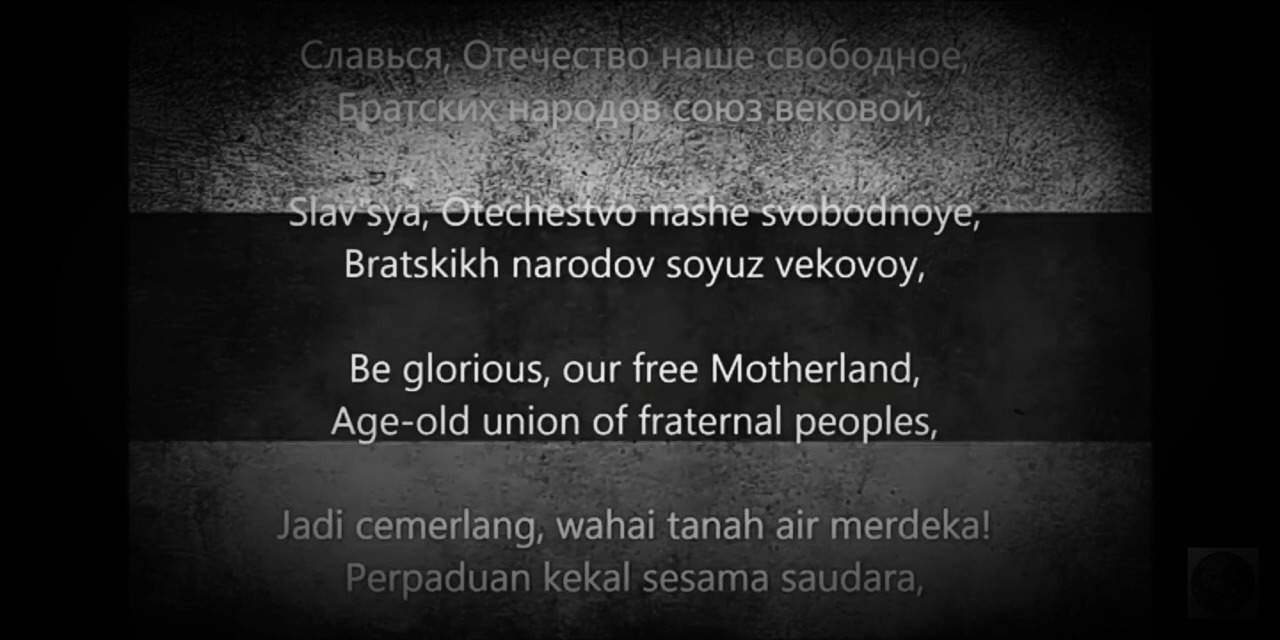 Славься, Отечество наше свободное,
Братских народов союз вековой,
Slav'sya, Otechestvo nashe svobodnoye,
Bratskikh narodov soyuz vekovoy,
Be glorious, our free Motherland,
Age-old union of fraternal peoples,
Jadi cemerlang, wahai tanah air merdeka!
Perpaduan kekal sesama saudara,